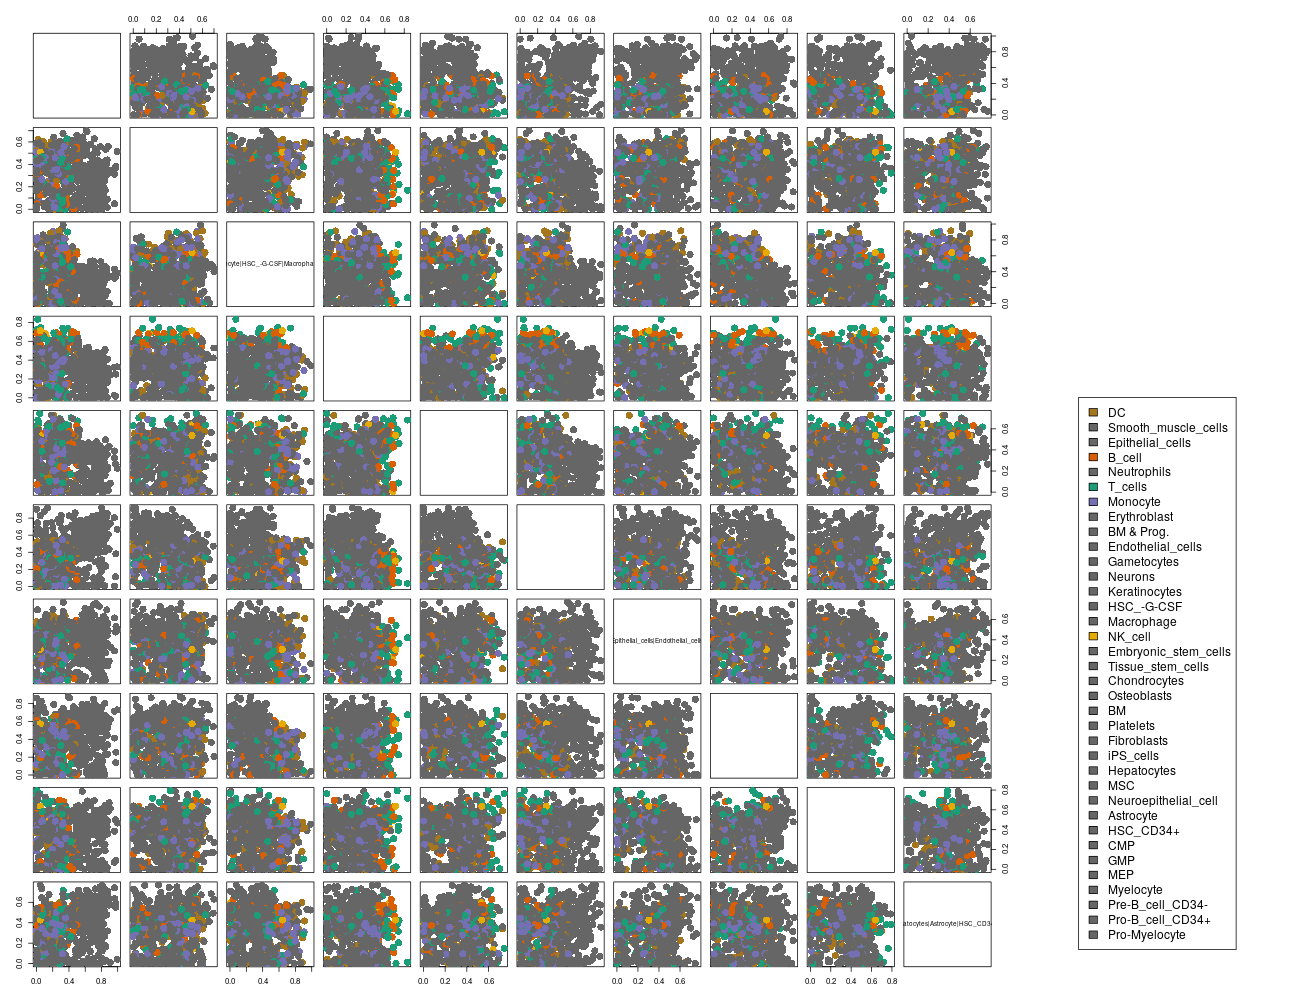 0.0 0.2 0.4 0.6
0.0 0.2 0.4 0.6 0.8
0.0 0.2 0.4 0.6 0.8
0.0 0.2 0.4 0.6 0.8
0.0 0.2 0.4 0.6
0.0 0.4 0.8
0.0 0.2 0.4 0.6
0.0 0.4 0.8
cyte|HSC_-G-CSF|Macropha
0.0 0.2 0.4 0.6 0.8
0.0 0.2 0.4 0.6
0.0 0.2 0.4 0.6 0.8
pithelial_cells|Endothelial_cell
0.0 0.2 0.4 0.6
0.0 0.2 0.4 0.6 0.8
0.0 0.2 0.4 0.6 0.8
0.0 0.2 0.4 0.6
atocytes|Astrocyte|HSC_CD34
0.0 0.4 0.8
0.0 0.4 0.8
0.0 0.2 0.4 0.6
0.0 0.2 0.4 0.6
0.0 0.2 0.4 0.6 0.8
DC
Smooth_muscle_cells
Epithelial_cells
B_cell
Neutrophils
T_cells
Monocyte
Erythroblast
BM & Prog.
Endothelial_cells
Gametocytes
Neurons
Keratinocytes
HSC_-G-CSF
Macrophage
NK_cell
Embryonic_stem_cells
Tissue_stem_cells
Chondrocytes
Osteoblasts
BM
Platelets
Fibroblasts
iPS_cells
Hepatocytes
MSC
Neuroepithelial_cell
Astrocyte
HSC_CD34+
CMP
GMP
MEP
Myelocyte
Pre-B_cell_CD34-
Pro-B_cell_CD34+
Pro-Myelocyte